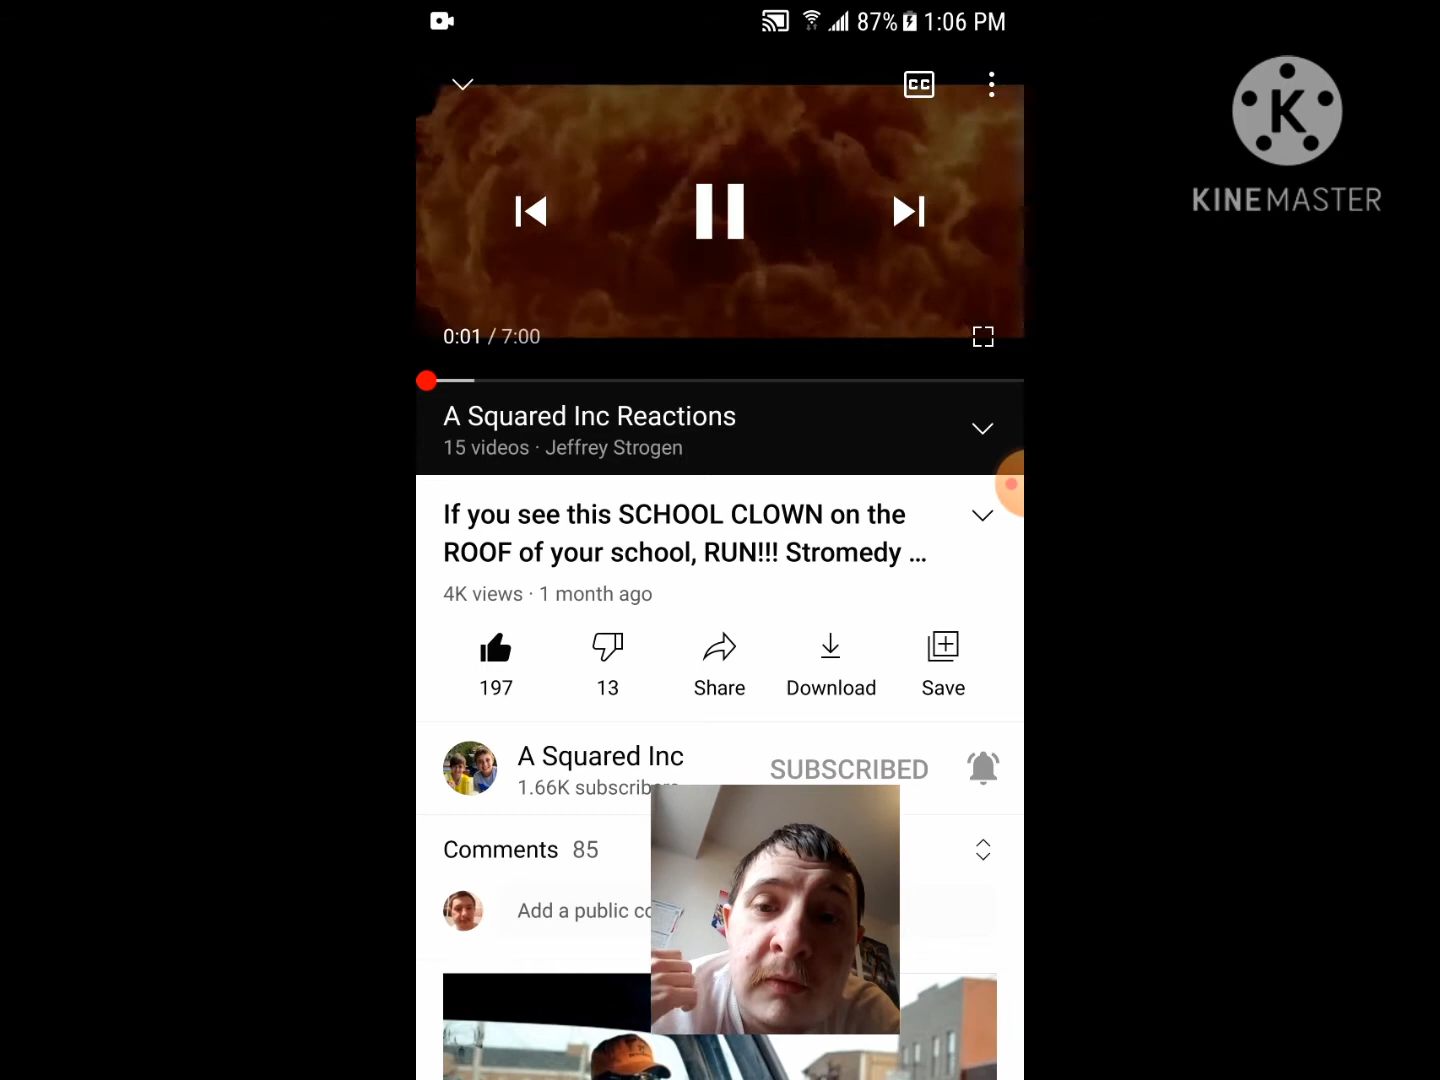 87% 1:06 PM
CC
K
KINEMASTER
0:01 / 7:00
A Squared Inc Reactions
15 videos · Jeffrey Strogen
If you see this SCHOOL CLOWN on the
ROOF of your school, RUN!!! Stromedy ...
4K views · 1 month ago
197 13 Share Download Save
A Squared Inc
SUBSCRIBED
1.66K
Comments 85
Add a public